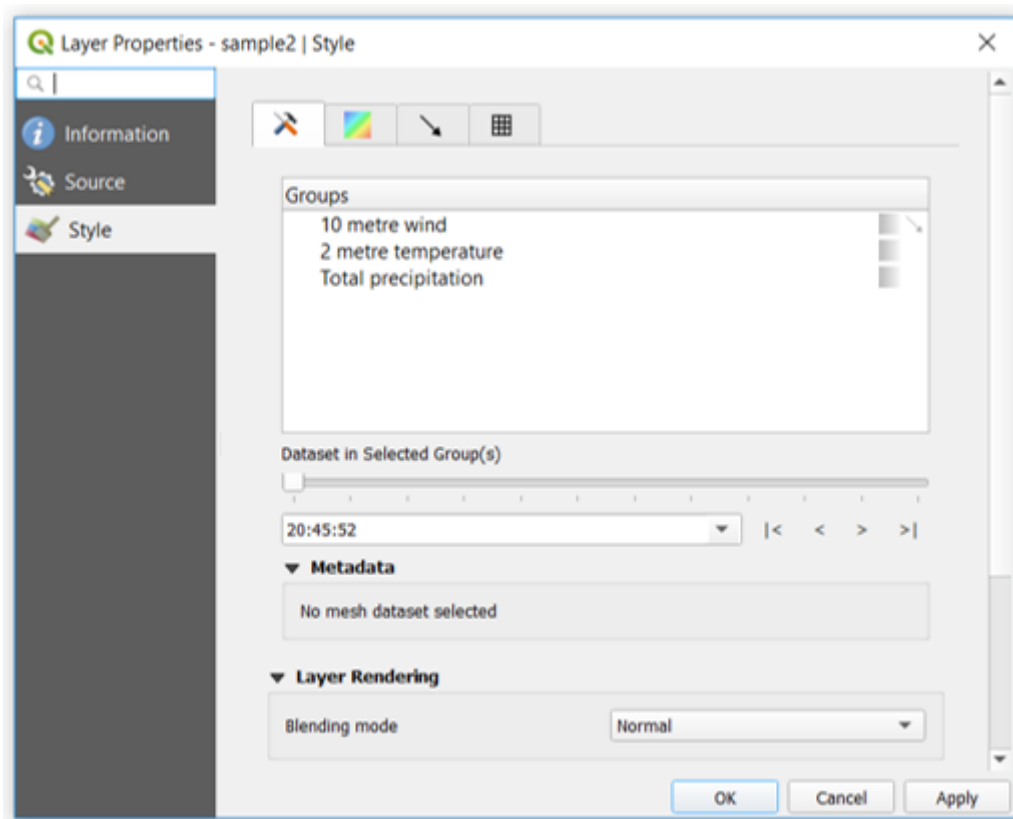 Layer Properties - sample2 | Style
Information
Source
Style
Groups
10 metre wind
2 metre temperature
Total precipitation
Dataset in Selected Group(s)
20:45:52 |< < > >|
Metadata
No mesh dataset selected
Layer Rendering
Blending mode Normal
OK Cancel Apply